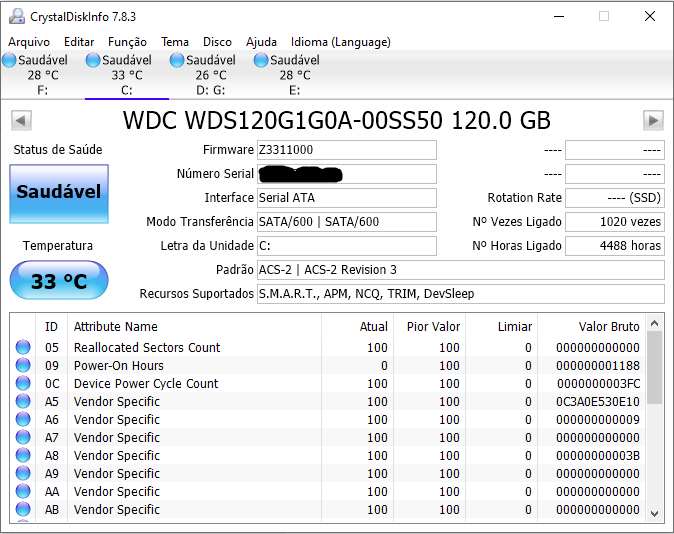 CrystalDiskInfo 7.8.3
Arquivo Editar Função Tema Disco Ajuda Idioma (Language)
Saudável Saudável Saudável Saudável
28 °C 33 °C 26 °C 28 °C
F: C: D: G: E:
WDC WDS120G1G0A-00SS50 120.0 GB
Status de Saúde
Saudável
Temperatura
33 °C
Firmware Z3311000 ---- ----
Número Serial ---- ----
Interface Serial ATA Rotation Rate ---- (SSD)
Modo Transferência SATA/600 | SATA/600 Nº Vezes Ligado 1020 vezes
Letra da Unidade C: Nº Horas Ligado 4488 horas
Padrão ACS-2 | ACS-2 Revision 3
Recursos Suportados S.M.A.R.T., APM, NCQ, TRIM, DevSleep
ID Attribute Name Atual Pior Valor Limiar Valor Bruto
05 Reallocated Sectors Count 100 100 0 000000000000
09 Power-On Hours 0 100 0 000000001188
0C Device Power Cycle Count 100 100 0 0000000003FC
A5 Vendor Specific 100 100 0 0C3A0E530E10
A6 Vendor Specific 100 100 0 000000000009
A7 Vendor Specific 100 100 0 000000000000
A8 Vendor Specific 100 100 0 00000000003B
A9 Vendor Specific 100 100 0 000000000000
AA Vendor Specific 100 100 0 000000000000
AB Vendor Specific 100 100 0 000000000000